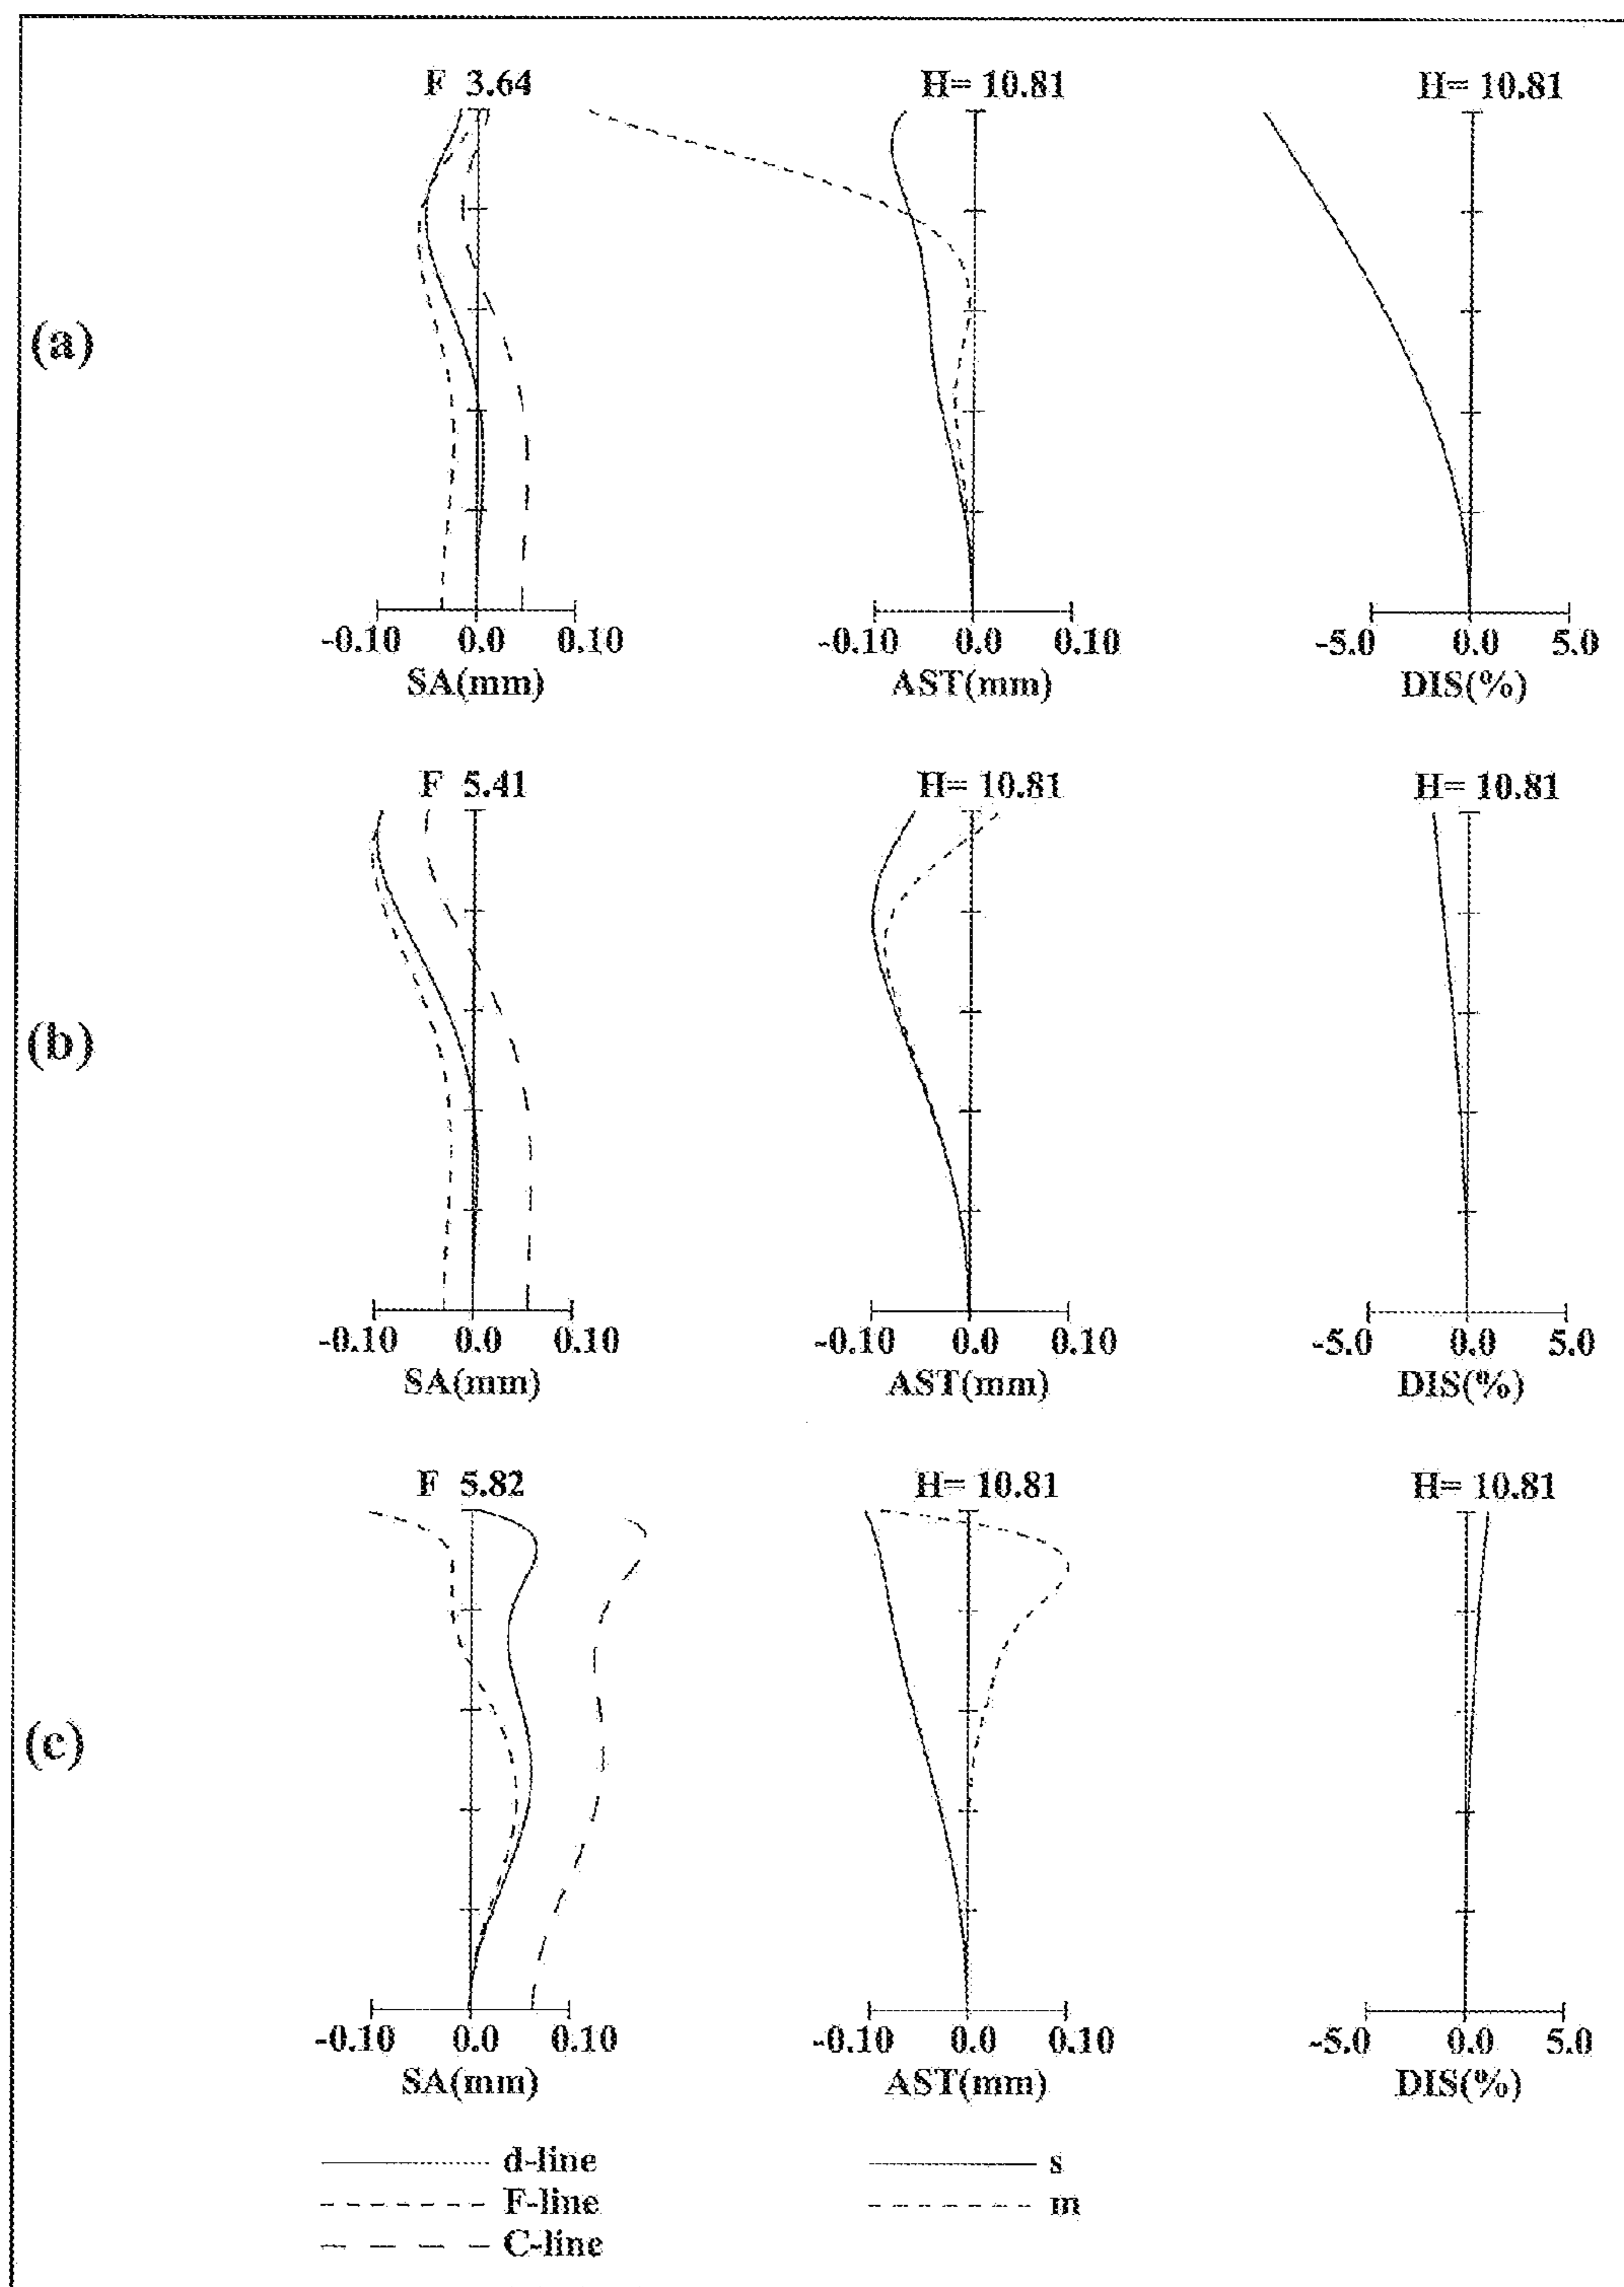 F 3.64 H= 10.81 H= 10.81
(a)
-0.10 0.0 0.10 -0.10 0.0 0.10 -5.0 0.0 5.0
SA(mm) AST(mm) DIS(%)
F 5.41 H= 10.81 H= 10.81
(b)
-0.10 0.0 0.10 -0.10 0.0 0.10 -5.0 0.0 5.0
SA(mm) AST(mm) DIS(%)
F 5.82 H= 10.81 H= 10.81
(c)
-0.10 0.0 0.10 -0.10 0.0 0.10 -5.0 0.0 5.0
SA(mm) AST(mm) DIS(%)
d-line s
F-line m
C-line